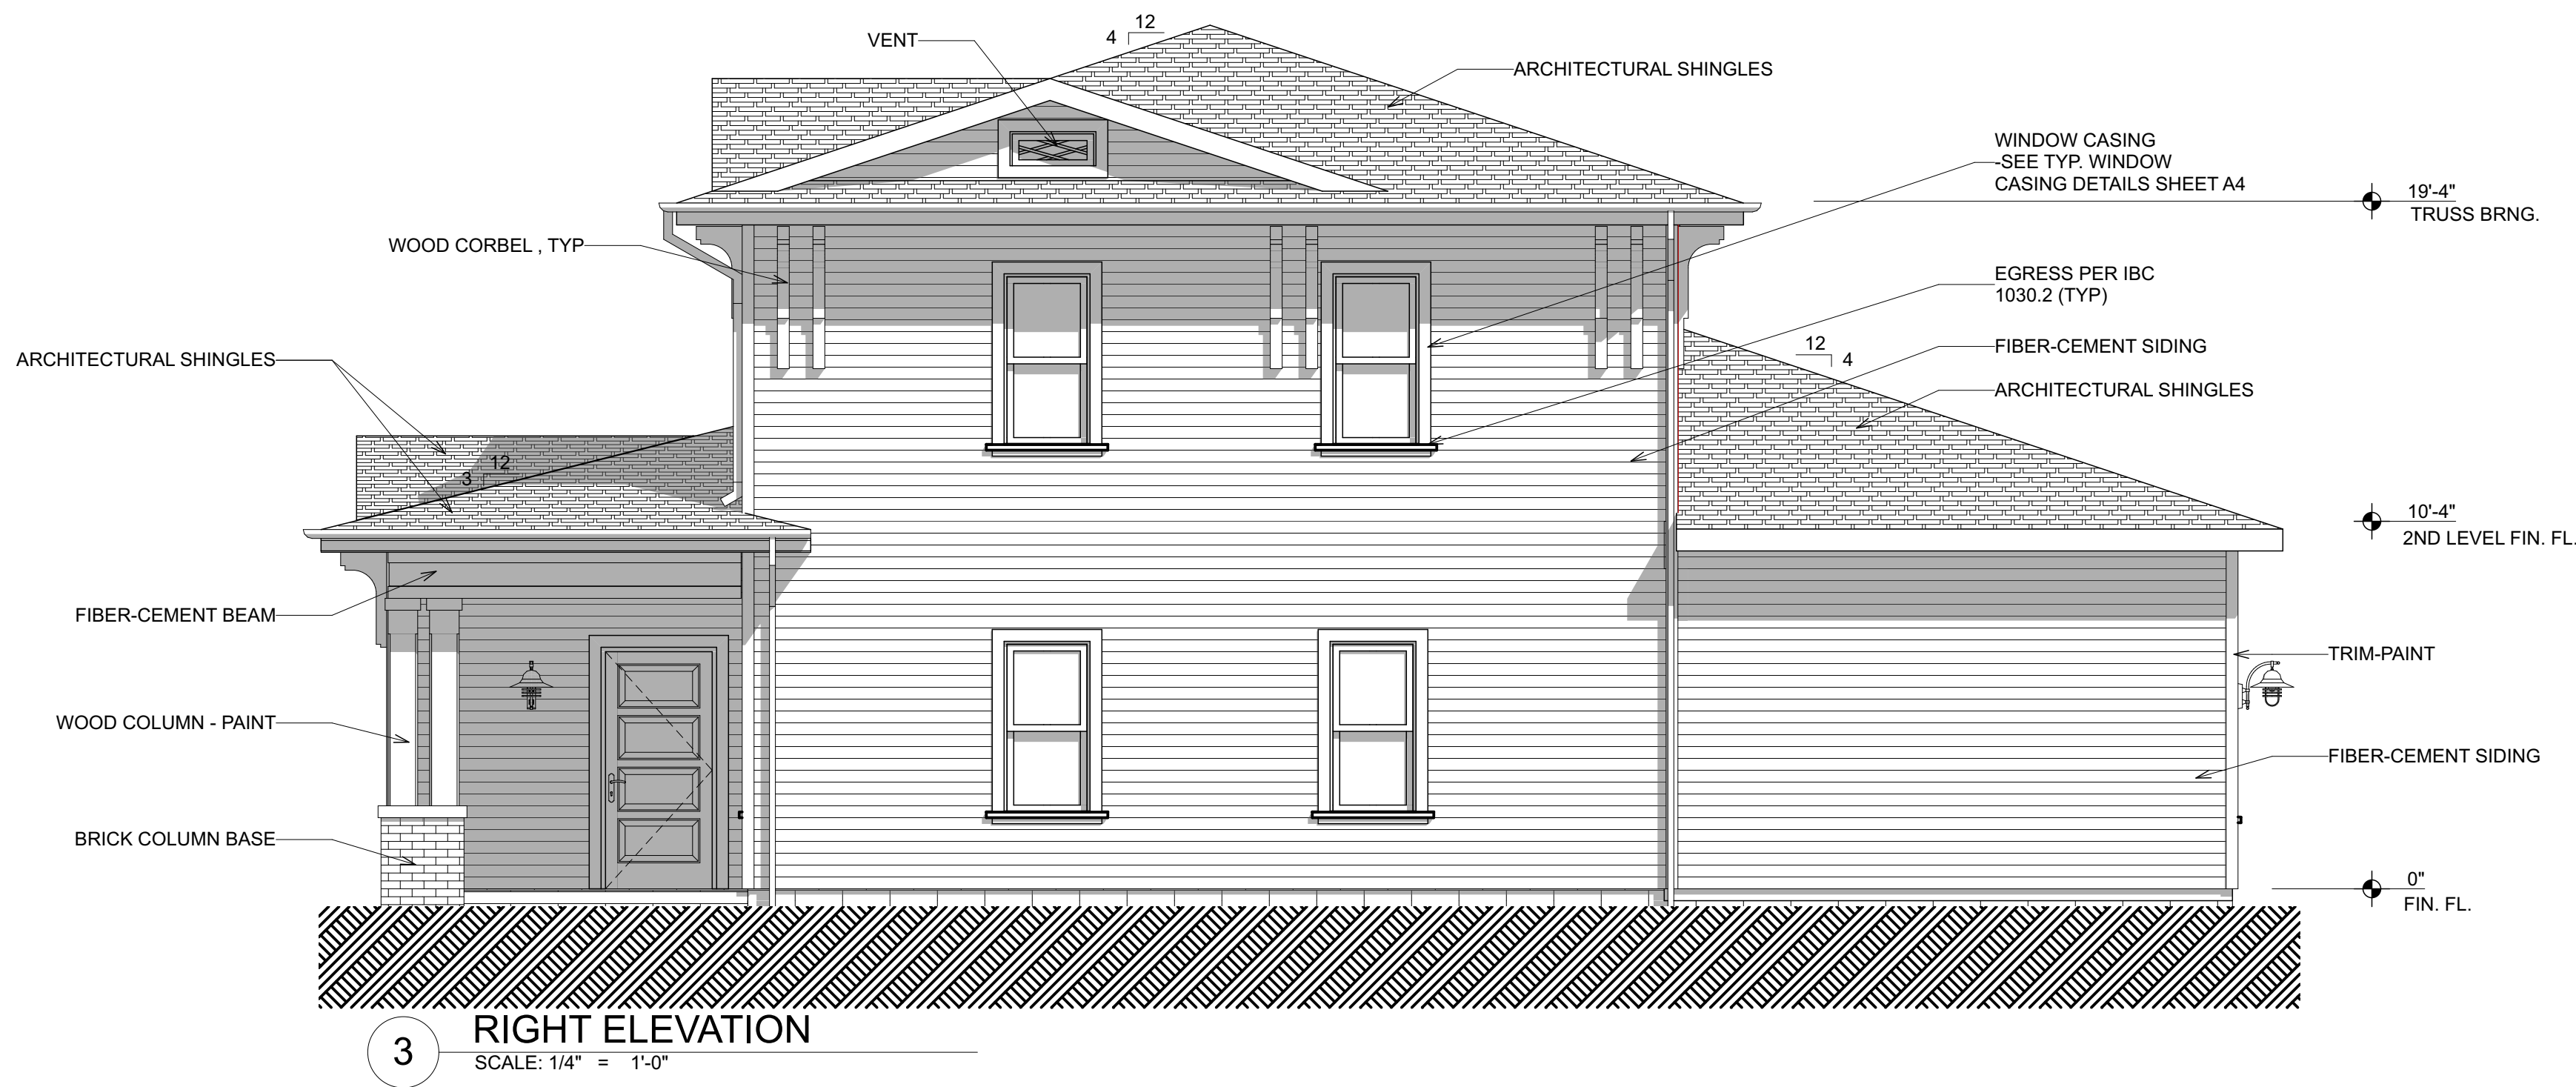 12
4
VENT
ARCHITECTURAL SHINGLES
WINDOW CASING
-SEE TYP. WINDOW
CASING DETAILS SHEET A4
19'-4"
TRUSS BRNG.
WOOD CORBEL , TYP
EGRESS PER IBC
1030.2 (TYP)
12
4
FIBER-CEMENT SIDING
ARCHITECTURAL SHINGLES
ARCHITECTURAL SHINGLES
12
3
10'-4"
2ND LEVEL FIN. FL.
FIBER-CEMENT BEAM
TRIM-PAINT
WOOD COLUMN - PAINT
FIBER-CEMENT SIDING
BRICK COLUMN BASE
0"
FIN. FL.
3
RIGHT ELEVATION
SCALE: 1/4" = 1'-0"